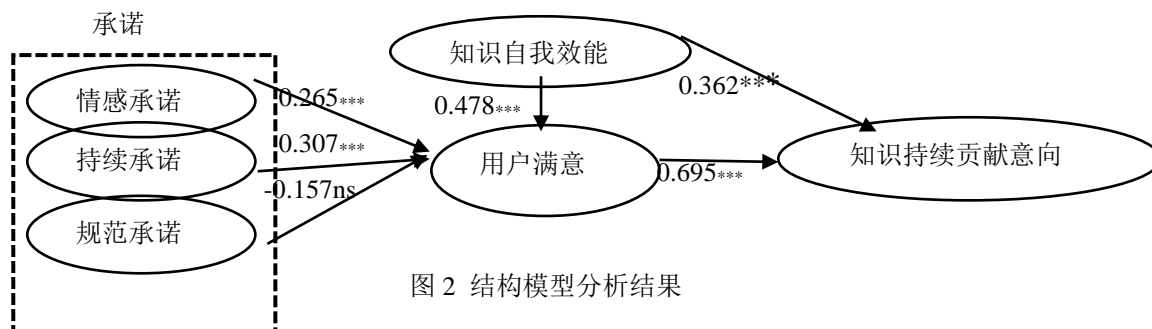 承诺
知识自我效能
0.362***
情感承诺
0.265***
0.478***
持续承诺
0.307***
用户满意
知识持续贡献意向
0.695***
-0.157ns
规范承诺
图 2 结构模型分析结果